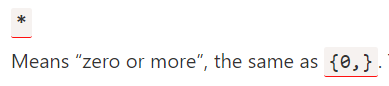 *
Means “zero or more”, the same as {0,}.